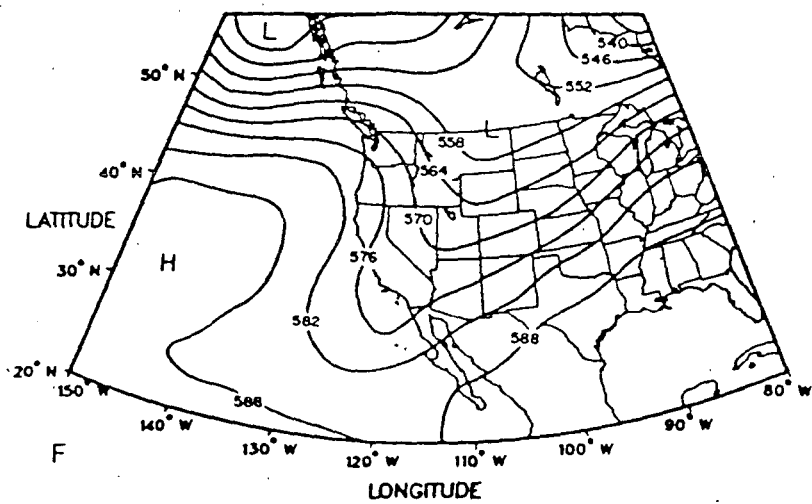 L
540
546
50° N
552
L
558
40° N
564
LATITUDE
570
H
576
30° N
582
588
20° N
150° W
588
80° W
140° W
90° W
F
130° W
120° W
110° W
100° W
LONGITUDE